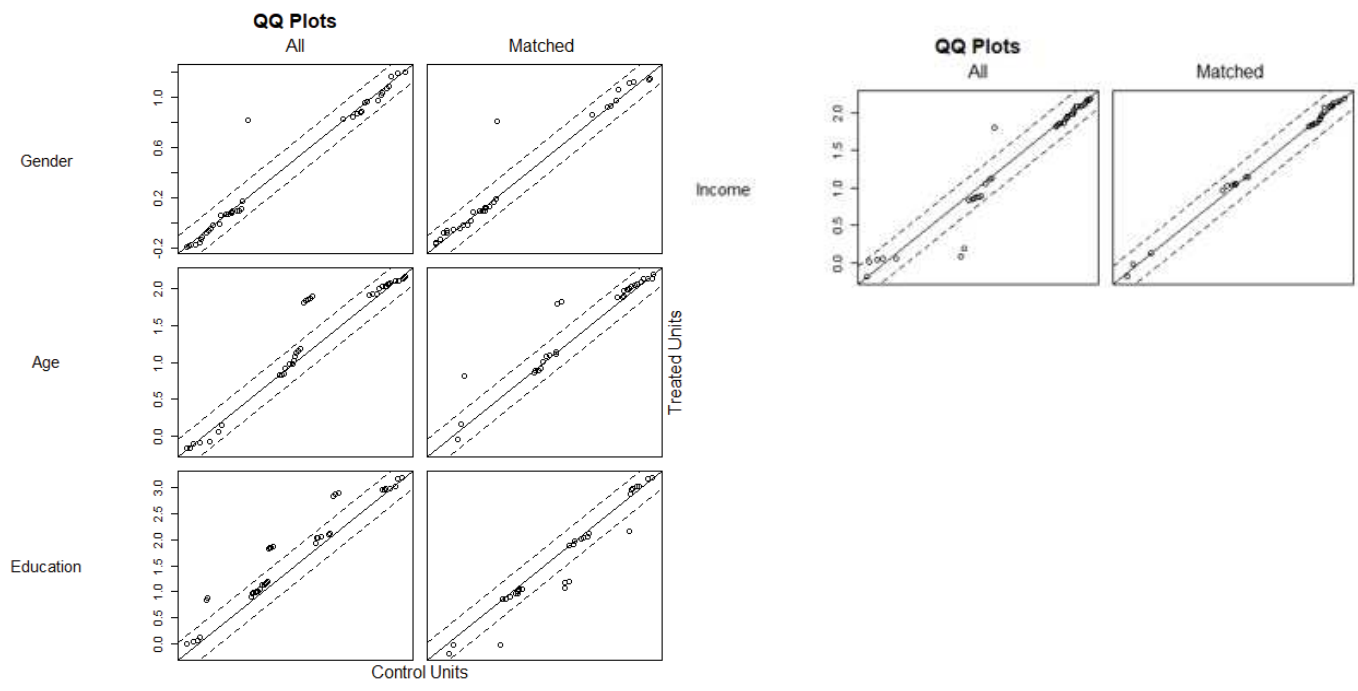 QQ Plots
All Matched
Gender
-0.2 0.2 0.6 1.0
Age
0.0 0.5 1.0 1.5 2.0
Education
0.0 0.5 1.0 1.5 2.0 2.5 3.0
Control Units
Treated Units
QQ Plots
All Matched
Income
0.0 0.5 1.0 1.5 2.0